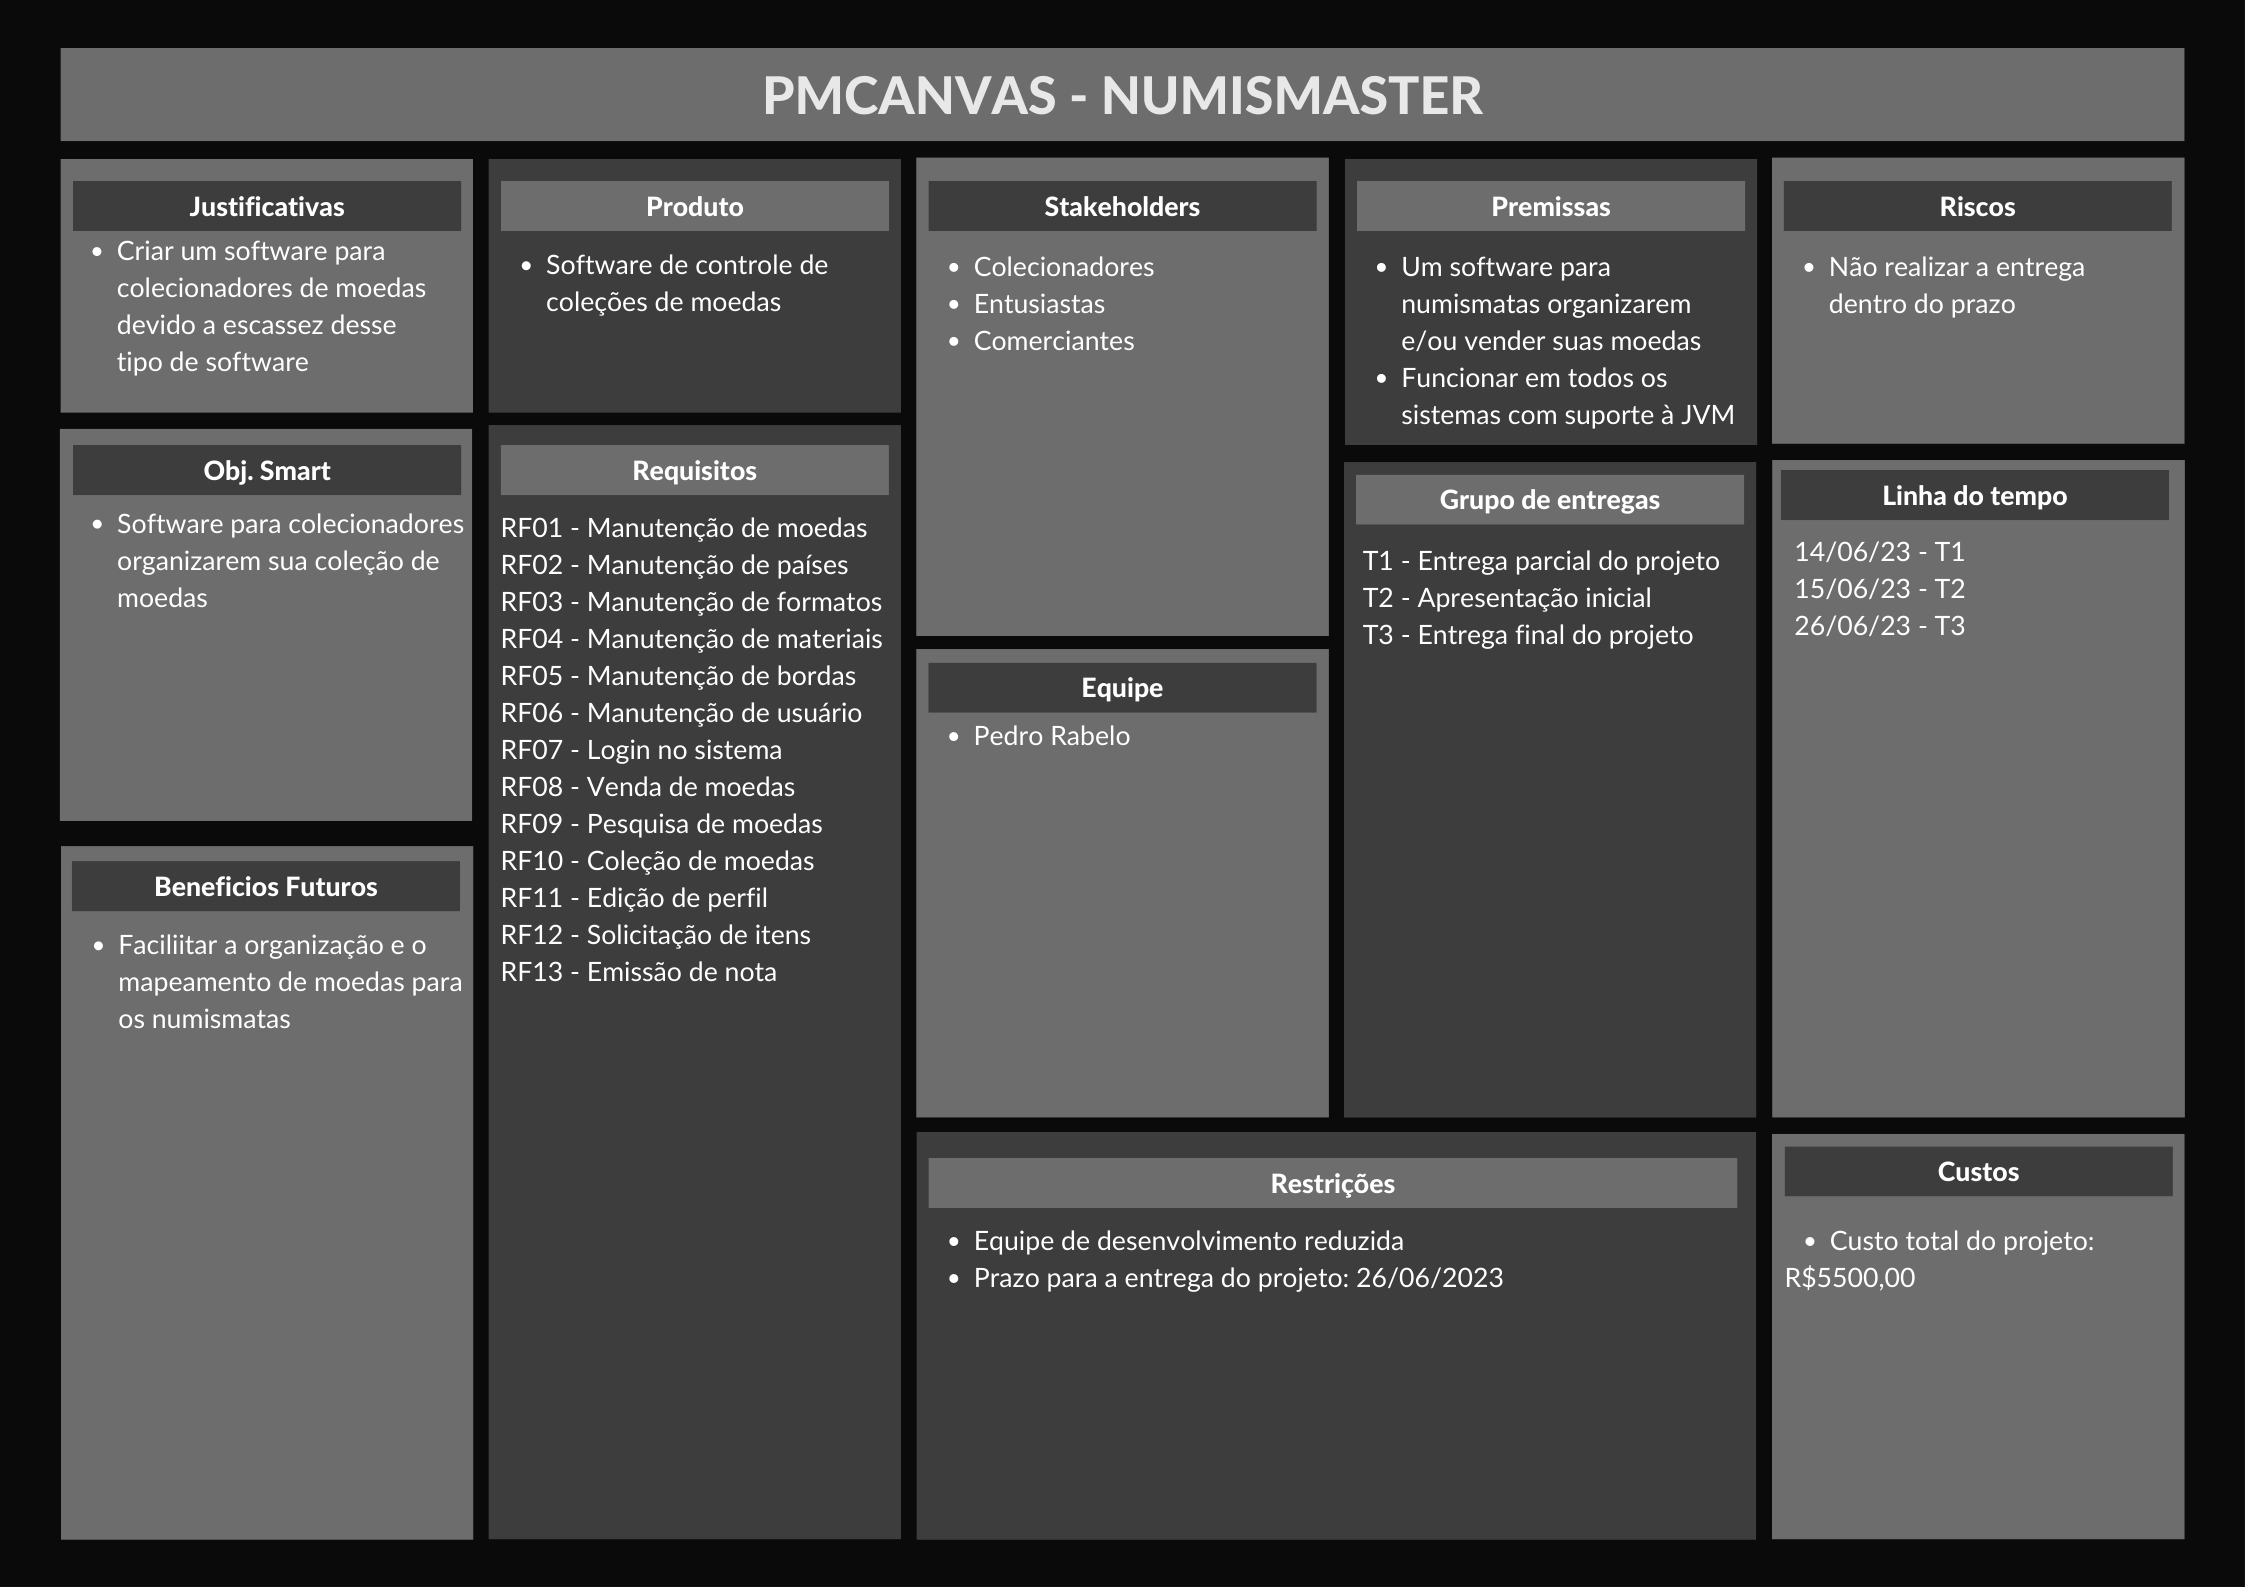 PMCANVAS - NUMISMASTER
Justificativas
• Criar um software para
colecionadores de moedas
devido a escassez desse
tipo de software
Obj. Smart
• Software para colecionadores
organizarem sua coleção de
moedas
Beneficios Futuros
• Faciliitar a organização e o
mapeamento de moedas para
os numismatas
Produto
• Software de controle de
coleções de moedas
Requisitos
RF01 - Manutenção de moedas
RF02 - Manutenção de países
RF03 - Manutenção de formatos
RF04 - Manutenção de materiais
RF05 - Manutenção de bordas
RF06 - Manutenção de usuário
RF07 - Login no sistema
RF08 - Venda de moedas
RF09 - Pesquisa de moedas
RF10 - Coleção de moedas
RF11 - Edição de perfil
RF12 - Solicitação de itens
RF13 - Emissão de nota
Stakeholders
• Colecionadores
• Entusiastas
• Comerciantes
Equipe
• Pedro Rabelo
Premissas
• Um software para
numismatas organizarem
e/ou vender suas moedas
• Funcionar em todos os
sistemas com suporte à JVM
Grupo de entregas
T1 - Entrega parcial do projeto
T2 - Apresentação inicial
T3 - Entrega final do projeto
Riscos
• Não realizar a entrega
dentro do prazo
Linha do tempo
14/06/23 - T1
15/06/23 - T2
26/06/23 - T3
Restrições
• Equipe de desenvolvimento reduzida
• Prazo para a entrega do projeto: 26/06/2023
Custos
• Custo total do projeto:
R$5500,00